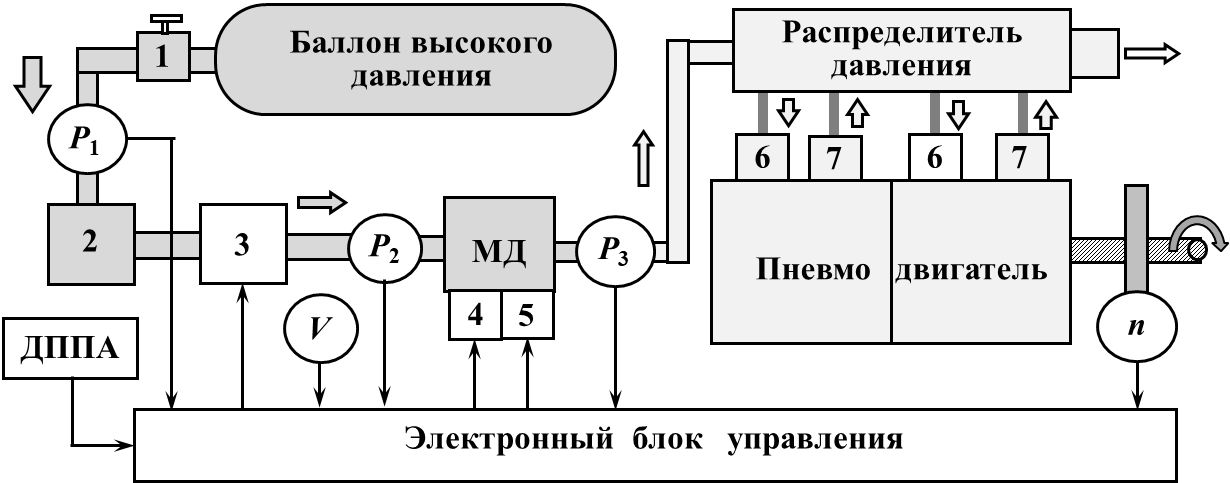 Баллон высокого
давления
Распределитель
давления
1
P1
6
7
6
7
2
3
P2
МД
P3
Пневмо двигатель
4
5
V
n
ДППА
Электронный блок управления